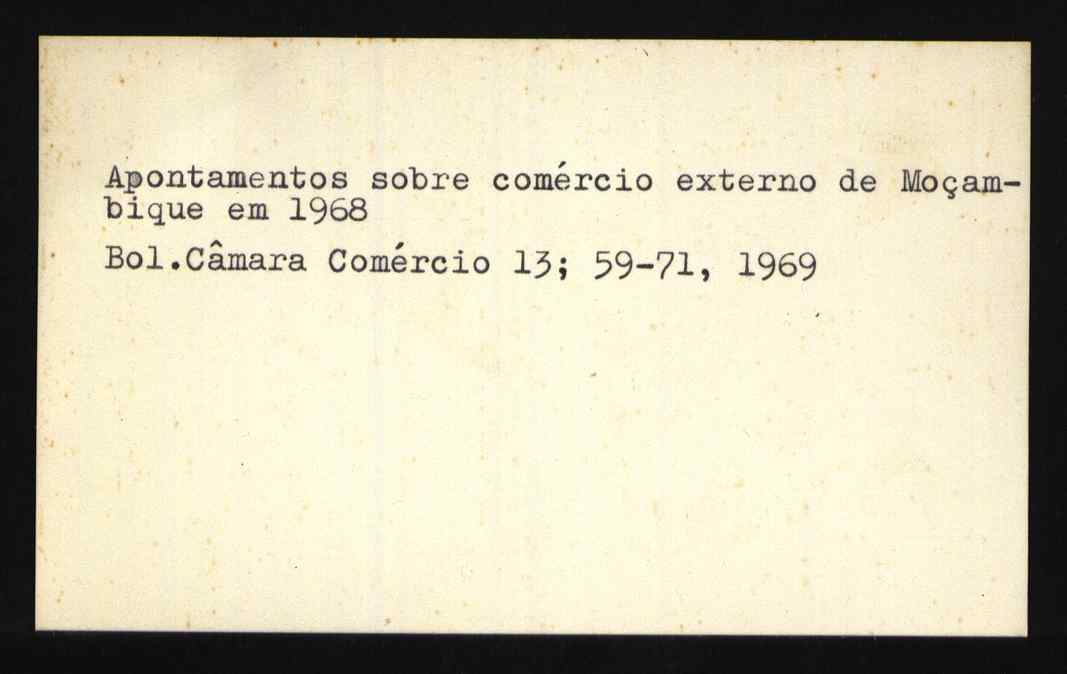 Apontamentos sobre comércio externo de Moçam-
bique em 1968
Bol.Câmara Comércio 13; 59-71, 1969